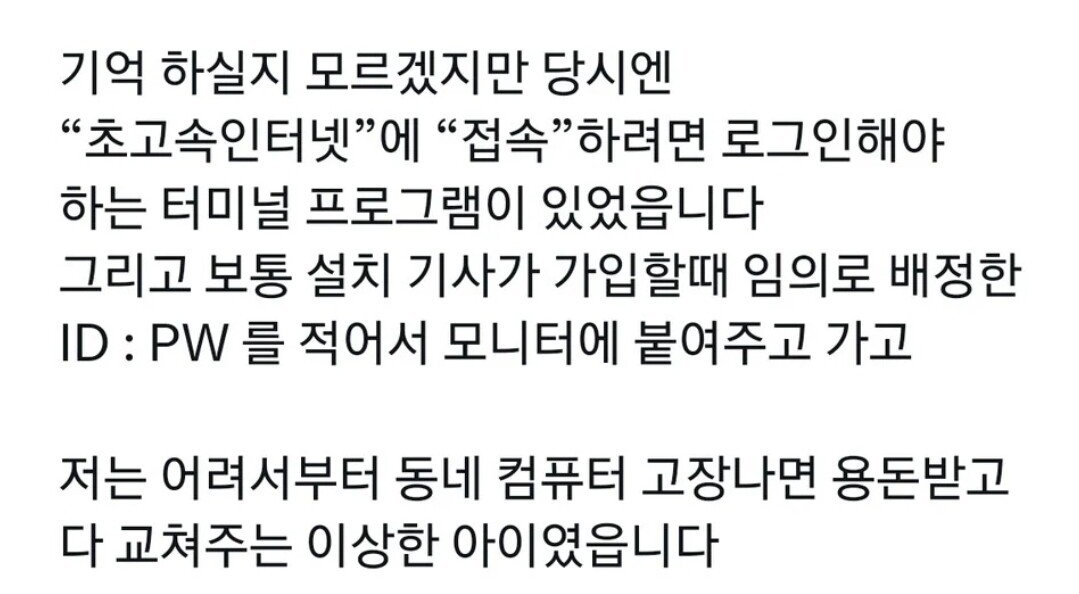 기억 하실지 모르겠지만 당시엔
“초고속인터넷”에 “접속”하려면 로그인해야
하는 터미널 프로그램이 있었읍니다
그리고 보통 설치 기사가 가입할때 임의로 배정한
ID : PW 를 적어서 모니터에 붙여주고 가고
저는 어려서부터 동네 컴퓨터 고장나면 용돈받고
다 교쳐주는 이상한 아이였읍니다